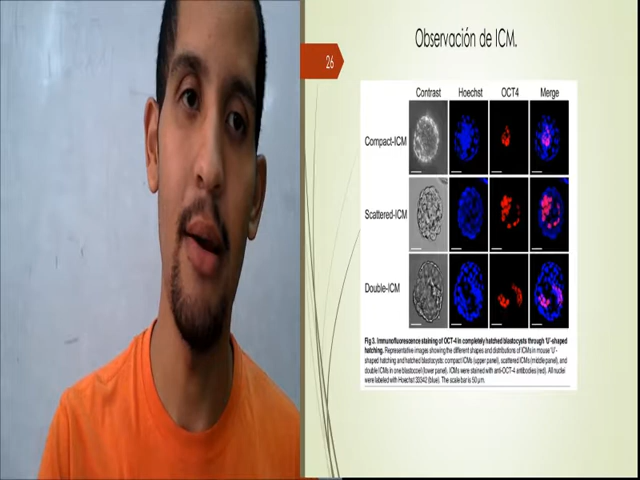 Observación de ICM.
26
Contrast Hoechst OCT4 Merge
Compact-ICM
Scattered-ICM
Double-ICM
Fig 3. Immunofluorescence staining of OCT-4 in completely hatched blastocysts through 'U'-shaped
hatching. Representative images showing the different shapes and distributions of ICMs in mouse 'U'-
shaped hatching and hatched blastocysts: compact ICMs (upper panel), scattered ICMs (middle panel), and
double ICMs in one blastocoel (lower panel). ICMs were stained with anti-OCT-4 antibodies (red). All nuclei
were labeled with Hoechst 33342 (blue). The scale bar is 50 μm.